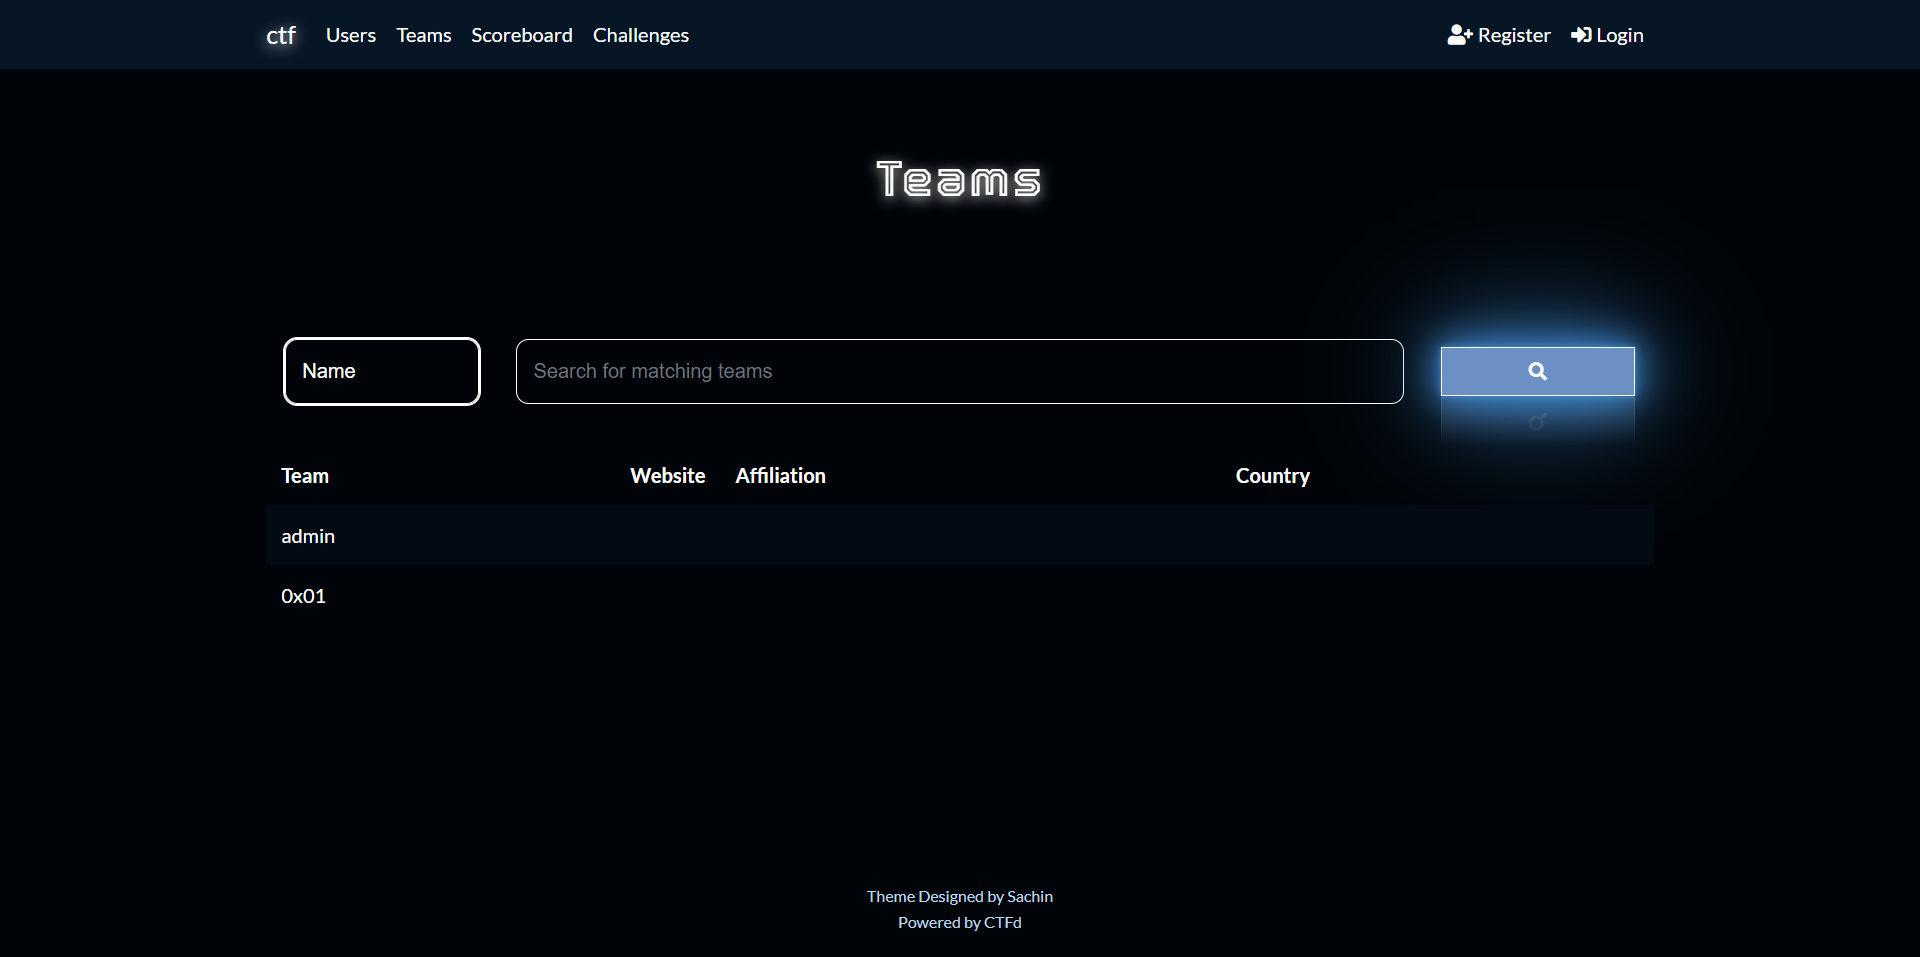 ctf Users Teams Scoreboard Challenges Register Login
Teams
Name Search for matching teams
Team Website Affiliation Country
admin
0x01
Theme Designed by Sachin
Powered by CTFd